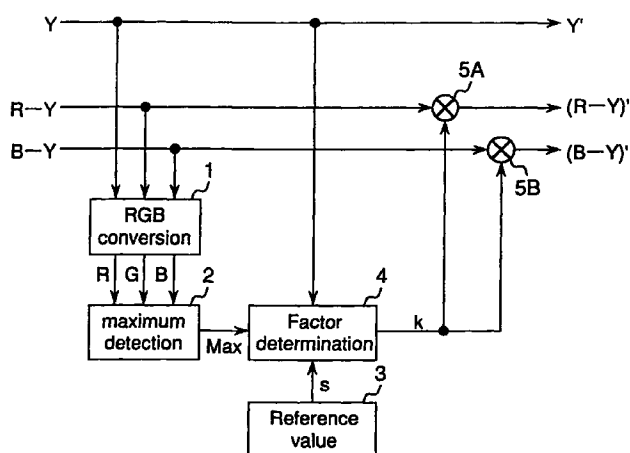 Y
Y'
5A
R—Y
(R—Y)'
B—Y
(B—Y)'
5B
1
RGB
conversion
R G B
2
4
maximum
detection
Max
Factor
determination
k
s
3
Reference
value